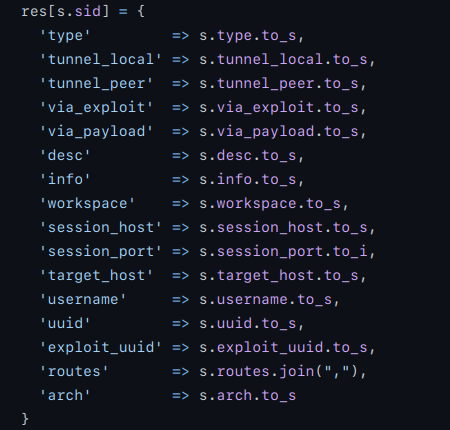 res[s.sid] = {
  'type'         => s.type.to_s,
  'tunnel_local' => s.tunnel_local.to_s,
  'tunnel_peer'  => s.tunnel_peer.to_s,
  'via_exploit'  => s.via_exploit.to_s,
  'via_payload'  => s.via_payload.to_s,
  'desc'         => s.desc.to_s,
  'info'         => s.info.to_s,
  'workspace'    => s.workspace.to_s,
  'session_host' => s.session_host.to_s,
  'session_port' => s.session_port.to_i,
  'target_host'  => s.target_host.to_s,
  'username'     => s.username.to_s,
  'uuid'         => s.uuid.to_s,
  'exploit_uuid' => s.exploit_uuid.to_s,
  'routes'       => s.routes.join(","),
  'arch'         => s.arch.to_s
}